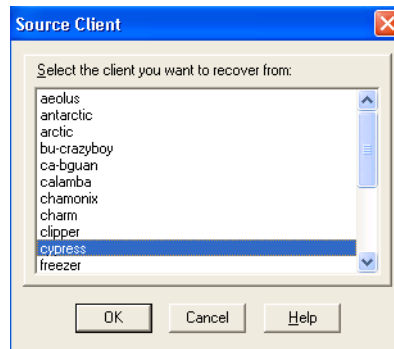 Source Client
Select the client you want to recover from:
aeolus
antarctic
arctic
bu-crazyboy
ca-bguan
calamba
chamonix
charm
clipper
cypress
freezer
OK Cancel Help